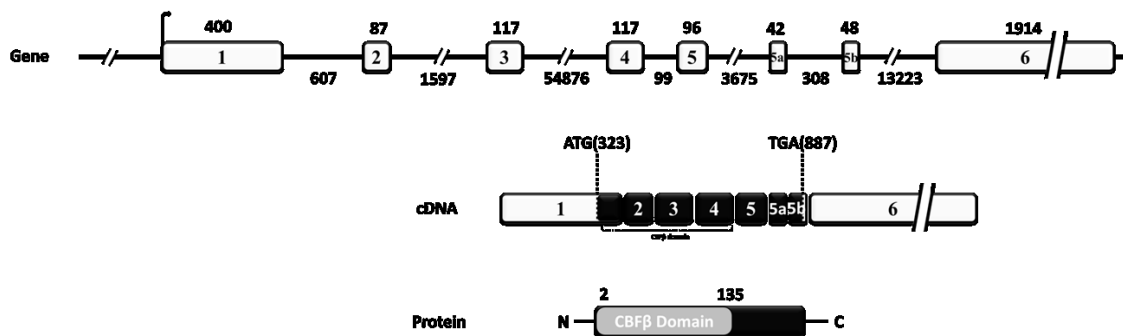 400 87 117 117 96 42 48 1914
Gene 1 2 3 4 5 5a 5b 6
607 1597 54876 99 3675 308 13223
ATG(323) TGA(887)
cDNA 1 2 3 4 5 5a 5b 6
CBFβ domain
2 135
Protein N CBFβ Domain C